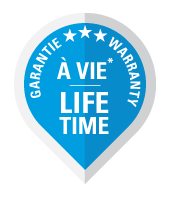 GARANTIE ★★★ WARRANTY
À VIE*
LIFE
TIME